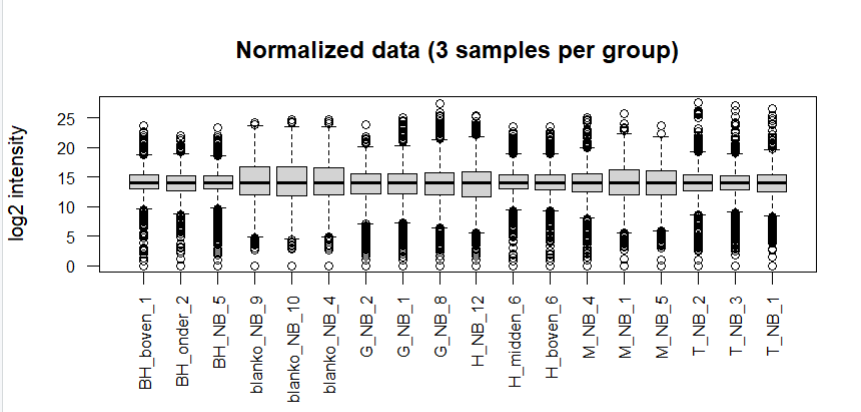 Normalized data (3 samples per group)
log2 intensity
25
20
15
10
5
0
BH_boven_1
BH_onder_2
BH_NB_5
blanko_NB_9
blanko_NB_10
blanko_NB_4
G_NB_2
G_NB_1
G_NB_8
H_NB_12
H_midden_6
H_boven_6
M_NB_4
M_NB_1
M_NB_5
T_NB_2
T_NB_3
T_NB_1